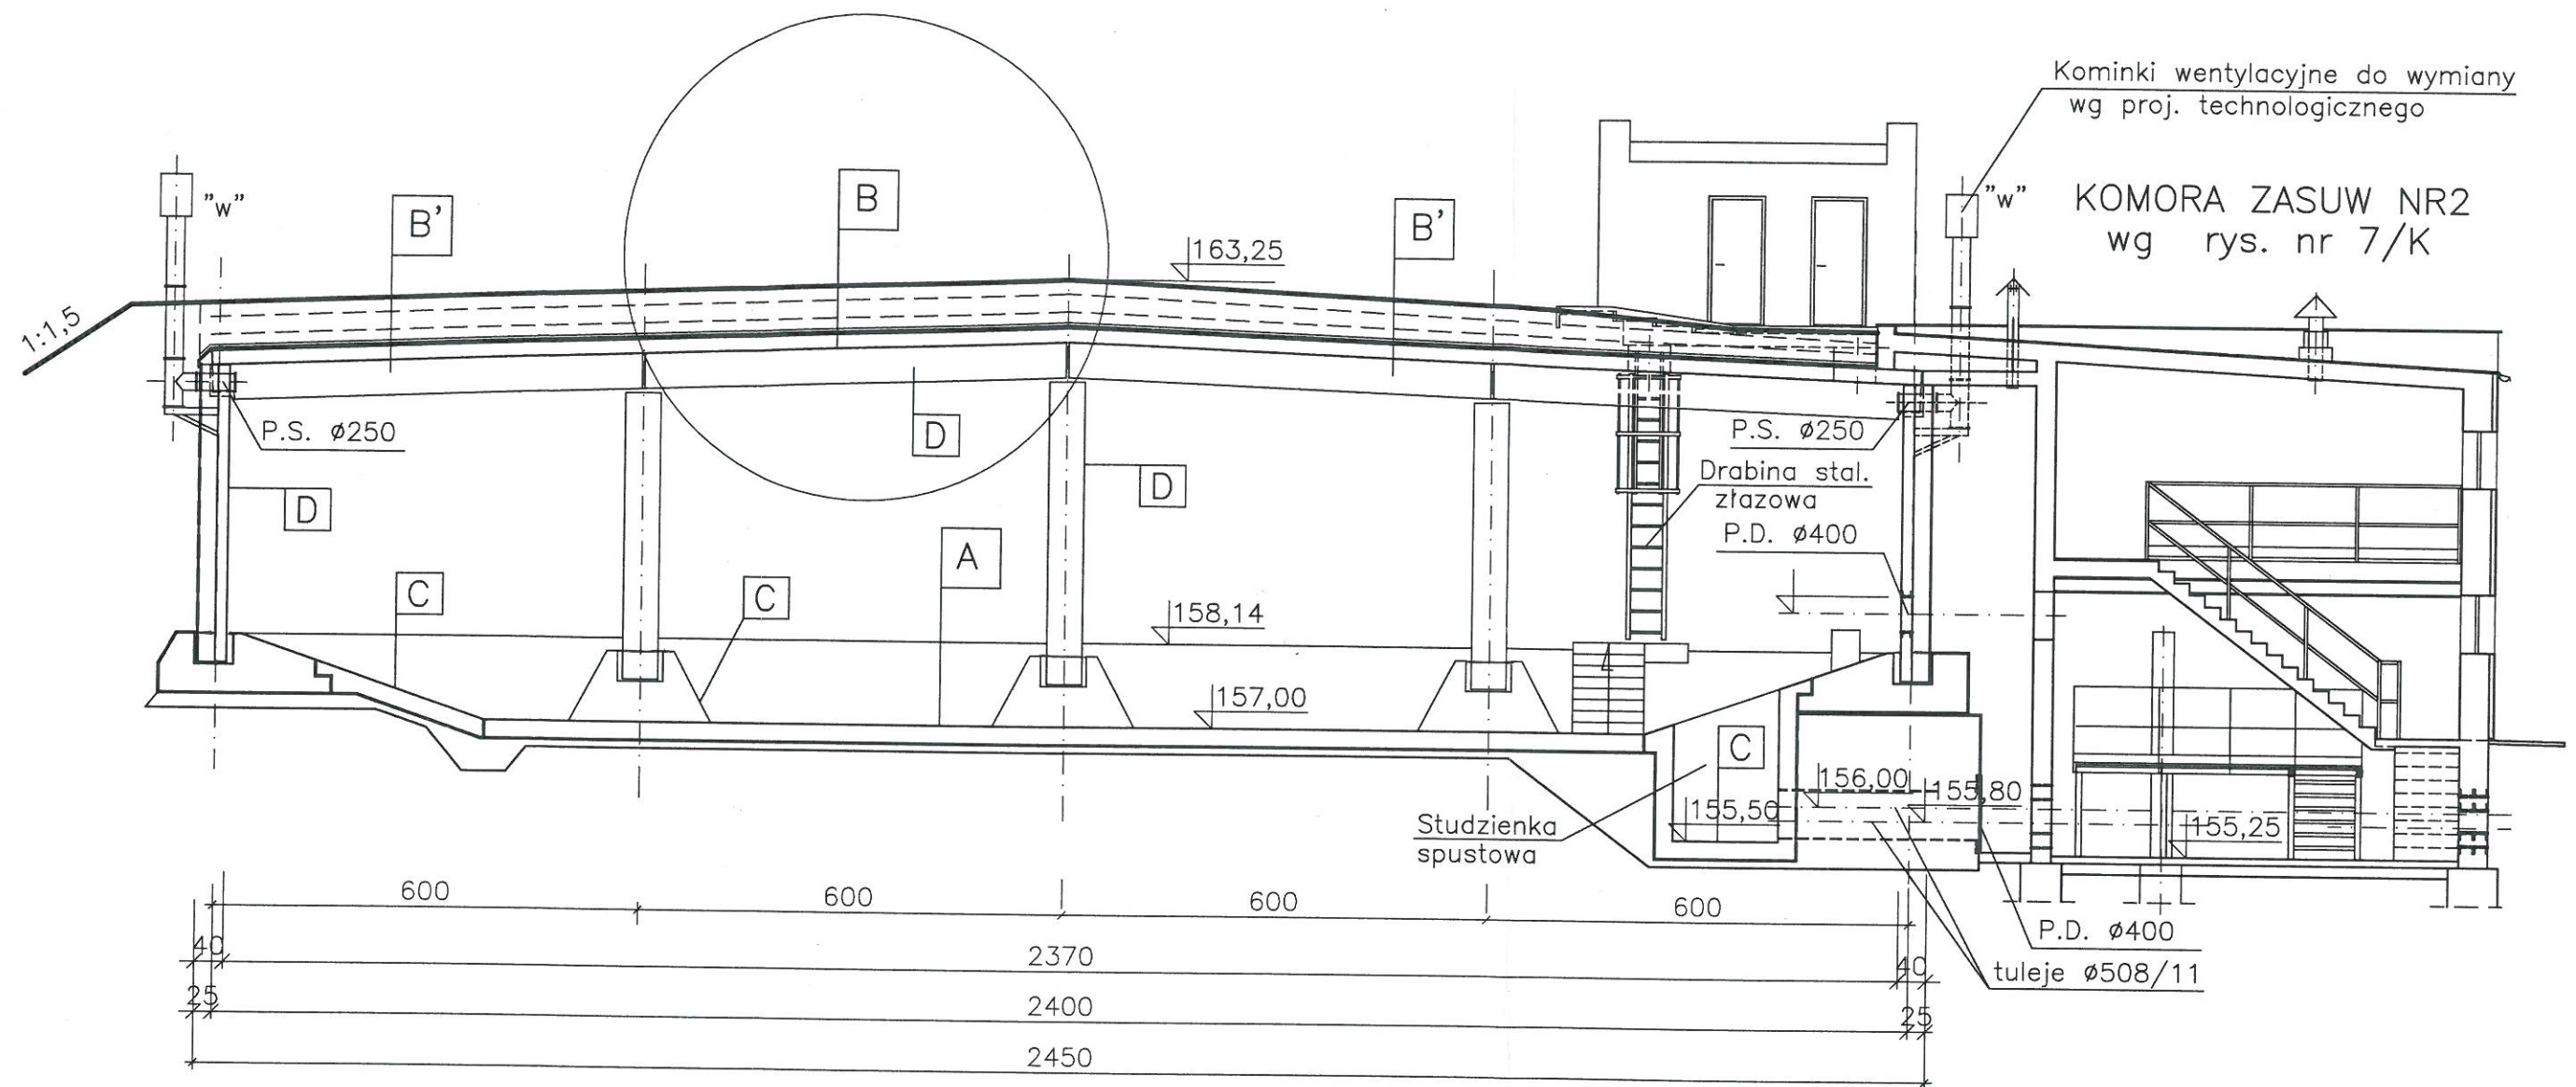 Kominki wentylacyjne do wymiany
wg proj. technologicznego
"w"
"w"
KOMORA ZASUW NR2
wg rys. nr 7/K
B'
B
B'
163,25
1:1,5
P.S. ø250
D
P.S. ø250
D
D
Drabina stal.
złazowa
P.D. ø400
A
C
C
158,14
157,00
C
156,00
155,80
155,50
155,25
Studzienka
spustowa
600
600
600
600
P.D. ø400
40
2370
40
tuleje ø508/11
25
2400
25
2450